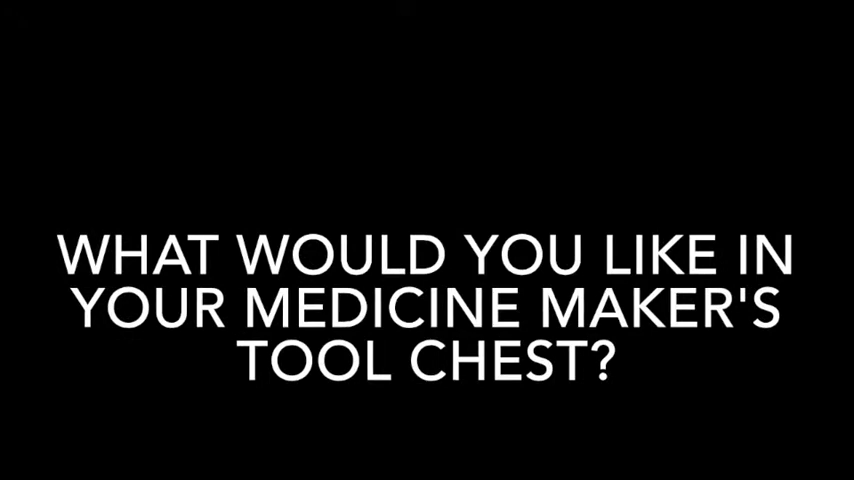 WHAT WOULD YOU LIKE IN
YOUR MEDICINE MAKER'S
TOOL CHEST?